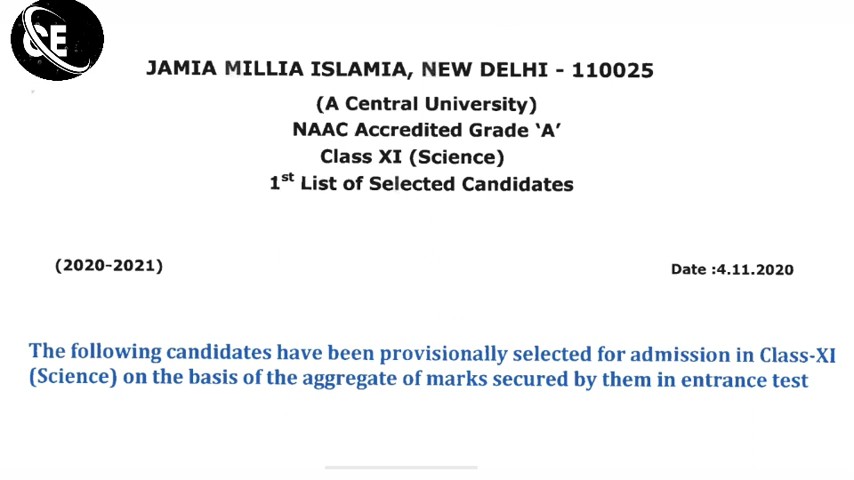 CE
JAMIA MILLIA ISLAMIA, NEW DELHI - 110025
(A Central University)
NAAC Accredited Grade ‘A’
Class XI (Science)
1st List of Selected Candidates
(2020-2021)
Date :4.11.2020
The following candidates have been provisionally selected for admission in Class-XI
(Science) on the basis of the aggregate of marks secured by them in entrance test